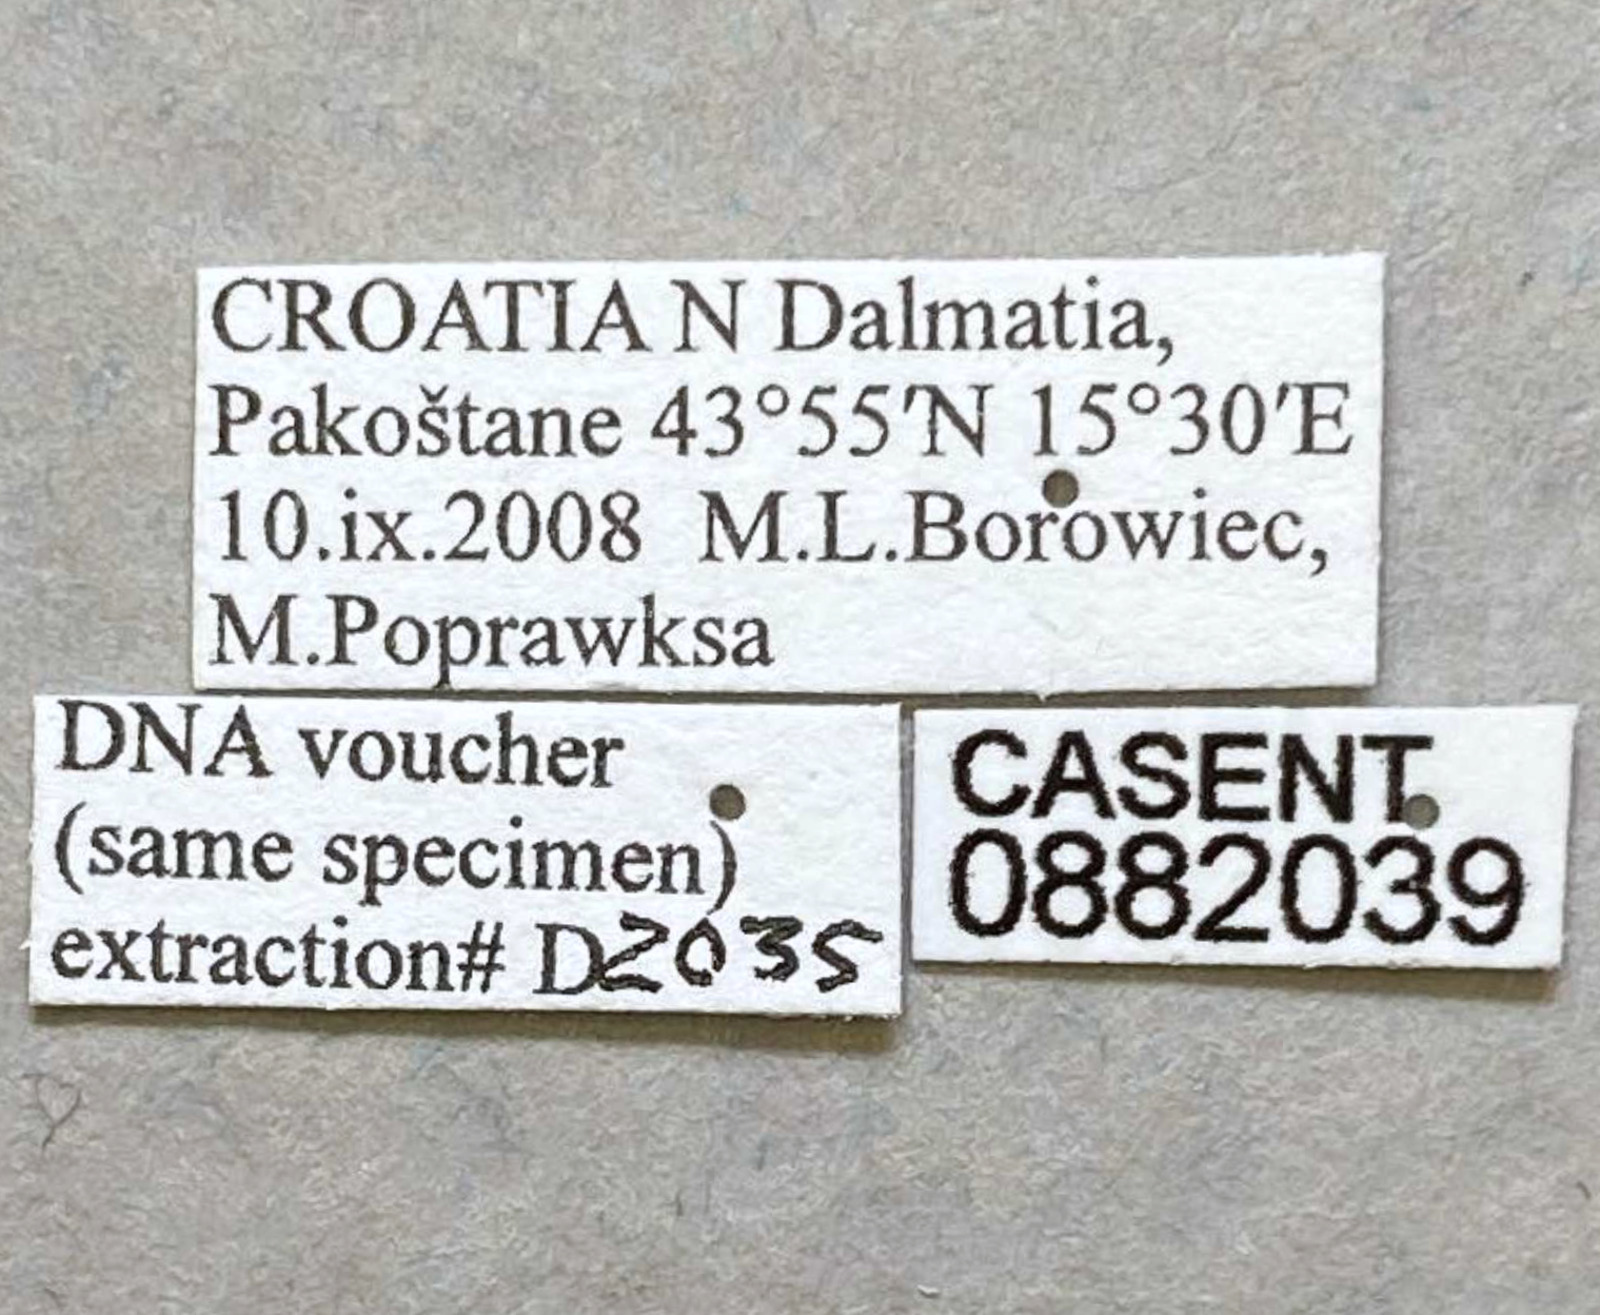 CROATIA N Dalmatia,
Pakoštane 43°55'N 15°30'E
10.ix.2008 M.L.Borowiec,
M.Poprawksa
DNA voucher
(same specimen)
extraction# D2035
CASENT
0882039